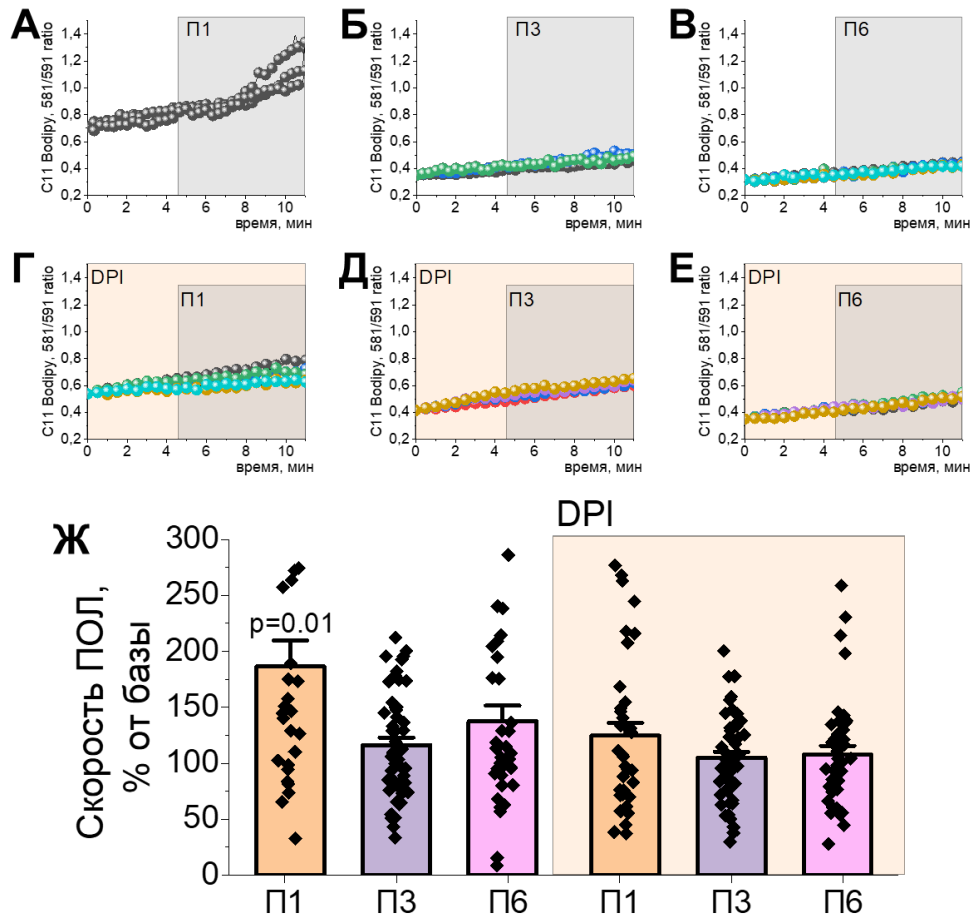 А
П1
C11 Bodipy, 581/591 ratio
1,4
1,2
1,0
0,8
0,6
0,4
0,2
0 2 4 6 8 10
время, мин
Б
П3
C11 Bodipy, 581/591 ratio
1,4
1,2
1,0
0,8
0,6
0,4
0,2
0 2 4 6 8 10
время, мин
В
П6
C11 Bodipy, 581/591 ratio
1,4
1,2
1,0
0,8
0,6
0,4
0,2
0 2 4 6 8 10
время, мин
Г
DPI
П1
C11 Bodipy, 581/591 ratio
1,4
1,2
1,0
0,8
0,6
0,4
0,2
0 2 4 6 8 10
время, мин
Д
DPI
П3
C11 Bodipy, 581/591 ratio
1,4
1,2
1,0
0,8
0,6
0,4
0,2
0 2 4 6 8 10
время, мин
Е
DPI
П6
C11 Bodipy, 581/591 ratio
1,4
1,2
1,0
0,8
0,6
0,4
0,2
0 2 4 6 8 10
время, мин
Ж
DPI
Скорость ПОЛ,
% от базы
300
250
200
150
100
50
0
p=0.01
П1 П3 П6 П1 П3 П6